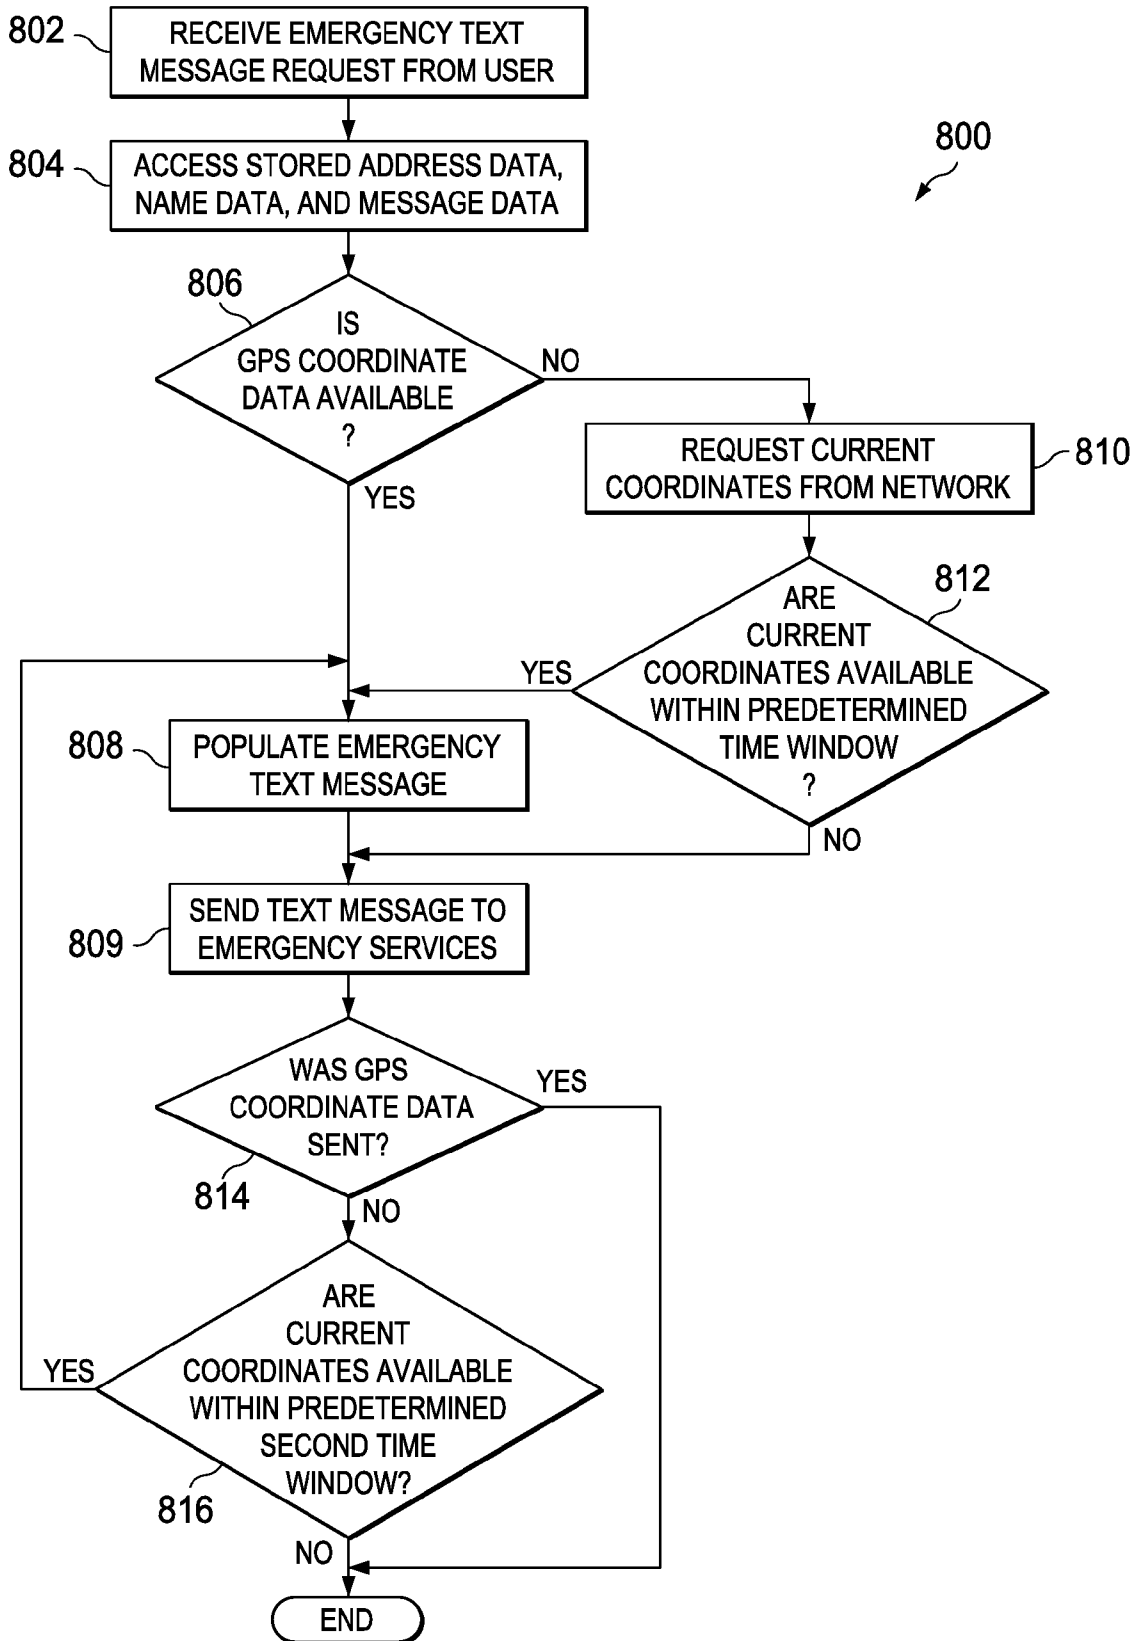 802
RECEIVE EMERGENCY TEXT
MESSAGE REQUEST FROM USER
804
ACCESS STORED ADDRESS DATA,
NAME DATA, AND MESSAGE DATA
800
806
IS
GPS COORDINATE
DATA AVAILABLE
?
NO
YES
REQUEST CURRENT
COORDINATES FROM NETWORK
810
812
ARE
CURRENT
COORDINATES AVAILABLE
WITHIN PREDETERMINED
TIME WINDOW
?
YES
NO
808
POPULATE EMERGENCY
TEXT MESSAGE
809
SEND TEXT MESSAGE TO
EMERGENCY SERVICES
WAS GPS
COORDINATE DATA
SENT?
YES
814
NO
ARE
CURRENT
COORDINATES AVAILABLE
WITHIN PREDETERMINED
SECOND TIME
WINDOW?
YES
816
NO
END